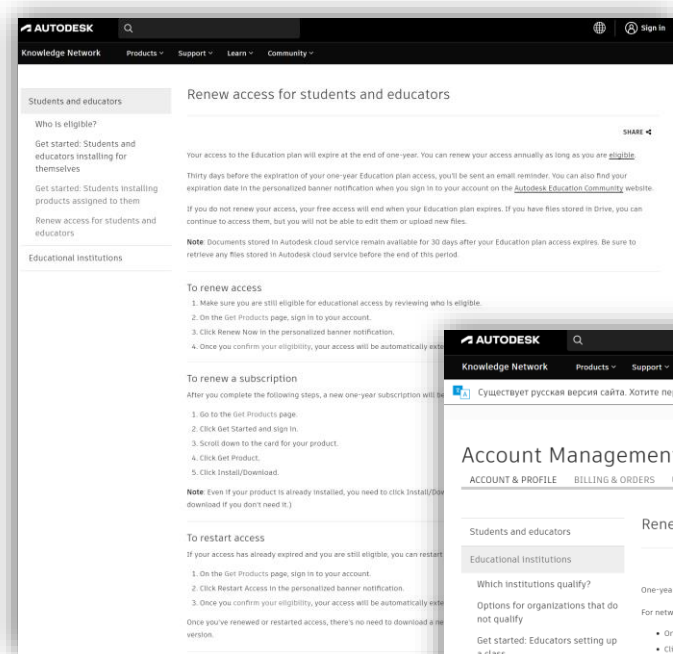 AUTODESK
Sign in
Knowledge Network Products Support Learn Community
Students and educators
Who is eligible?
Get started: Students and
educators installing for
themselves
Get started: Students installing
products assigned to them
Renew access for students and
educators
Educational institutions
Renew access for students and educators
SHARE
Your access to the Education plan will expire at the end of one-year. You can renew your access annually as long as you are eligible.
Thirty days before the expiration of your one-year Education plan access, you'll be sent an email reminder. You can also find your
expiration date in the personalized banner notification when you sign in to your account on the Autodesk Education Community website.
If you do not renew your access, your free access will end when your Education plan expires. If you have files stored in Drive, you can
continue to access them, but you will not be able to edit them or upload new files.
Note: Documents stored in Autodesk cloud service remain available for 30 days after your Education plan access expires. Be sure to
retrieve any files stored in Autodesk cloud service before the end of this period.
To renew access
1. Make sure you are still eligible for educational access by reviewing who is eligible.
2. On the Get Products page, sign in to your account.
3. Click Renew Now in the personalized banner notification.
4. Once you confirm your eligibility, your access will be automatically
To renew a subscription
After you complete the following steps, a new one-year subscription will
1. Go to the Get Products page.
2. Click Get Started and sign in.
3. Scroll down to the card for your product.
4. Click Get Product.
5. Click Install/Download.
Note: Even if your product is already installed, you need to click
download if you don't need it.)
To restart access
If your access has already expired and you are still eligible, you can restart
1. On the Get Products page, sign in to your account.
2. Click Restart Access in the personalized banner notification.
3. Once you confirm your eligibility, your access will be automatically
Once you've renewed or restarted access, there's no need to download a
version.
AUTODESK
Knowledge Network Products Support
Существует русская версия сайта. Хотите
Account
ACCOUNT & PROFILE BILLING & ORDERS
Students and educators
Educational institutions
Which institutions qualify?
Options for organizations that do
not qualify
Get started: Educators setting up
a class
For